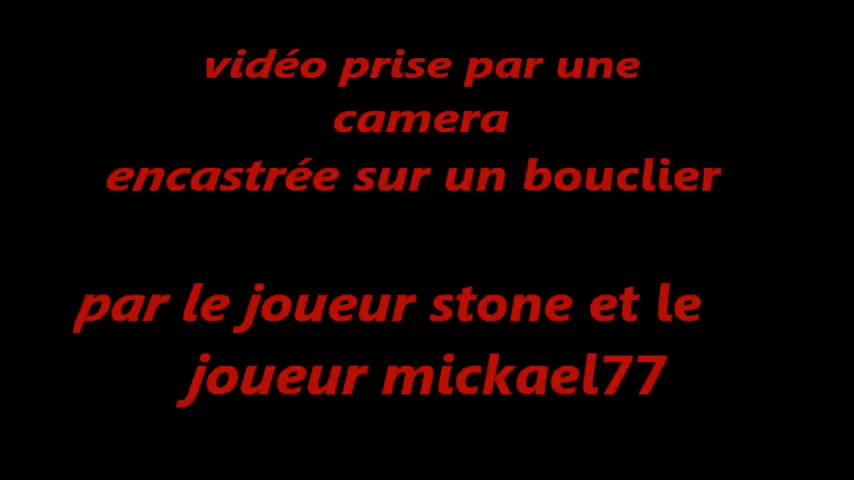 vidéo prise par une
camera
encastrée sur un bouclier
par le joueur stone et le
joueur mickael77